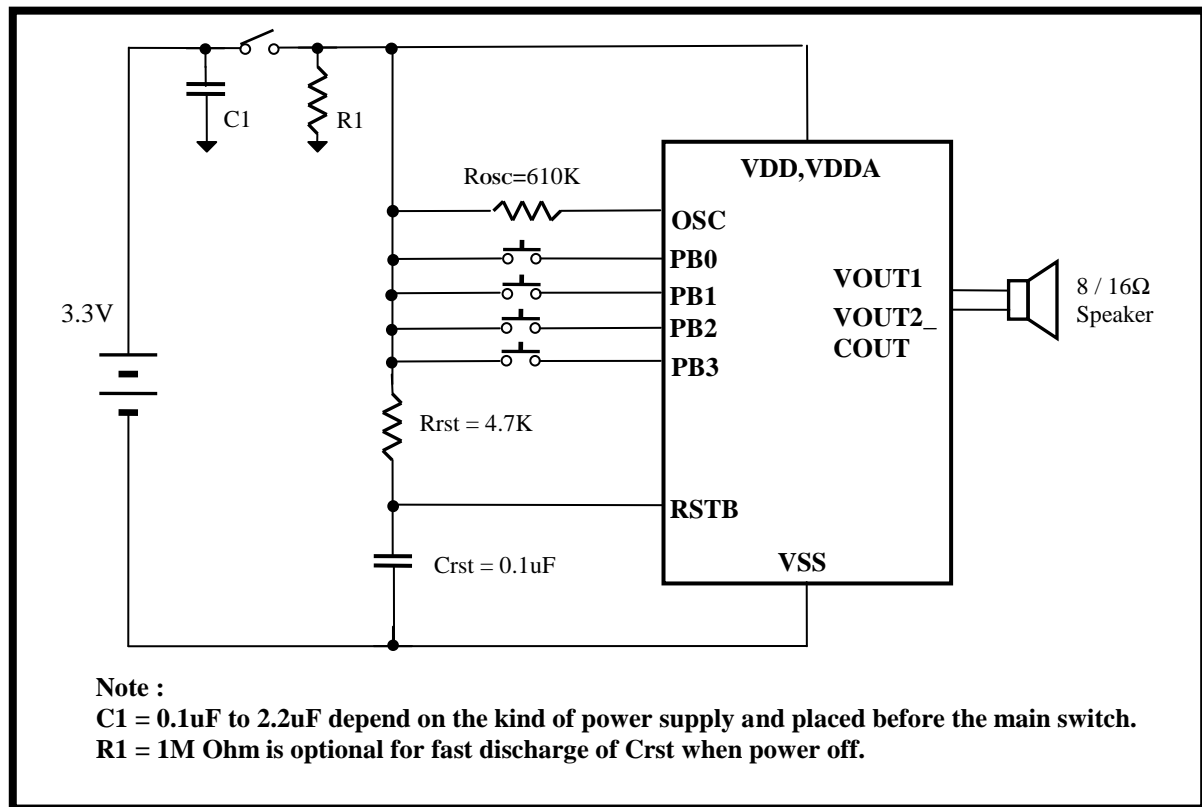 C1
R1
Rosc=610K
VDD,VDDA
OSC
PB0
PB1
PB2
PB3
VOUT1
VOUT2_
COUT
8 / 16Ω
Speaker
3.3V
Rrst = 4.7K
RSTB
Crst = 0.1uF
VSS
Note :
C1 = 0.1uF to 2.2uF depend on the kind of power supply and placed before the main switch.
R1 = 1M Ohm is optional for fast discharge of Crst when power off.